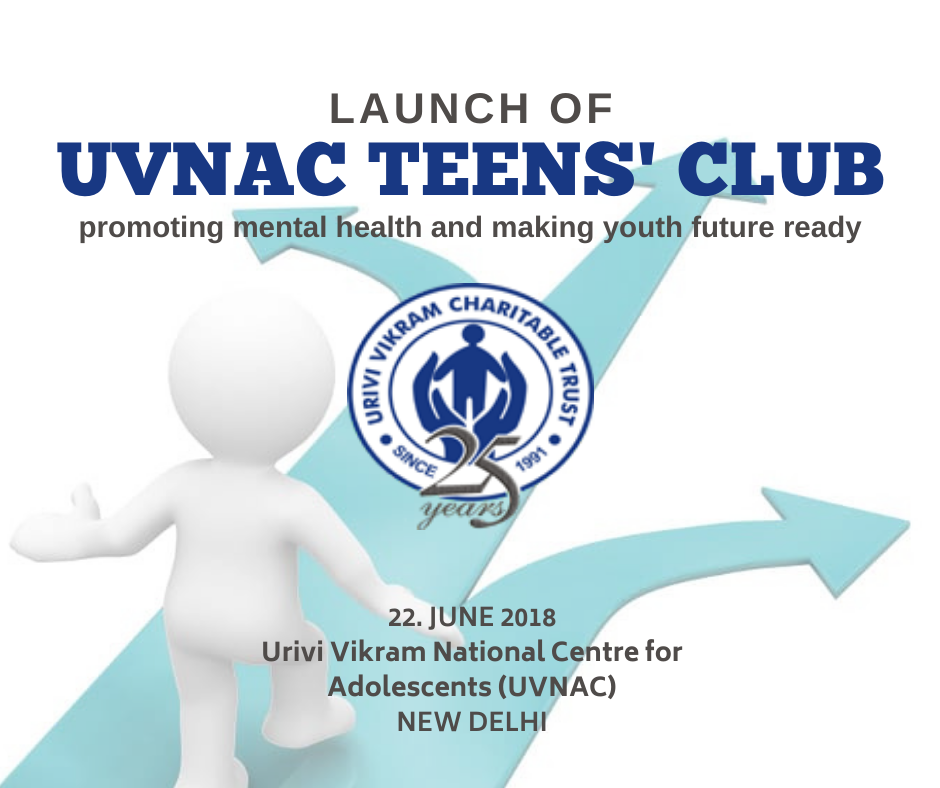 LAUNCH OF
UVNAC TEENS' CLUB
promoting mental health and making youth future ready
URIVI VIKRAM CHARITABLE TRUST
SINCE 1991
25
years
22. JUNE 2018
Urivi Vikram National Centre for
Adolescents (UVNAC)
NEW DELHI